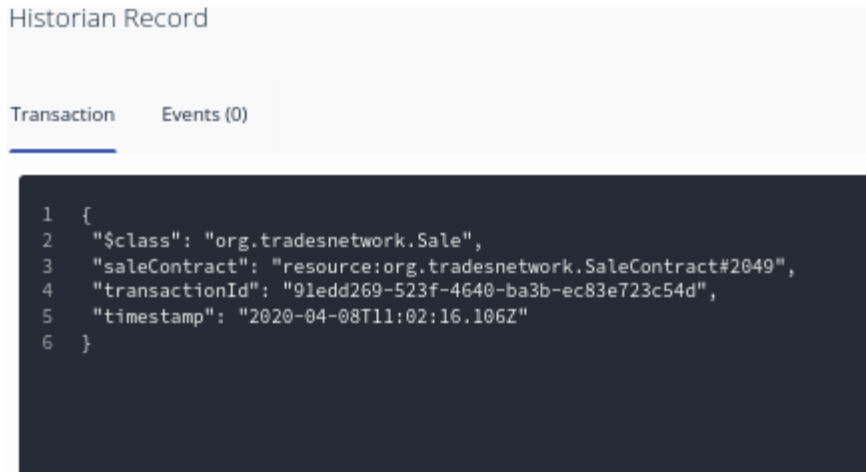 Historian Record
Transaction Events (0)
1 {
2 "$class": "org.tradesnetwork.Sale",
3 "saleContract": "resource:org.tradesnetwork.SaleContract#2049",
4 "transactionId": "91edd269-523f-4640-ba3b-ec83e723c54d",
5 "timestamp": "2020-04-08T11:02:16.106Z"
6 }